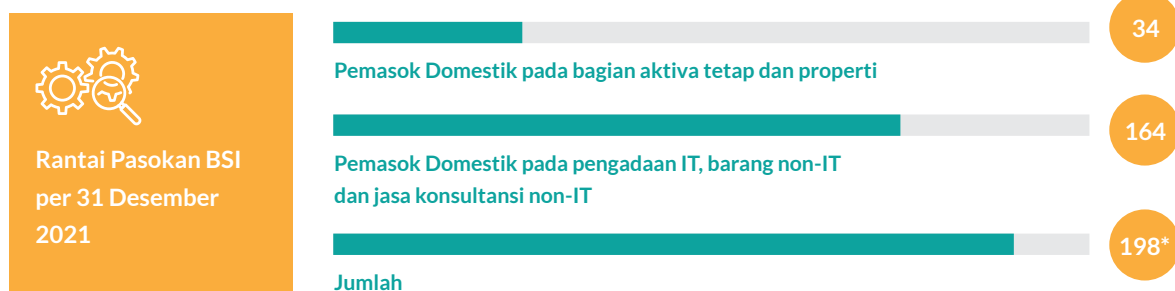 Rantai Pasokan BSI
per 31 Desember
2021
34
Pemasok Domestik pada bagian aktiva tetap dan properti
164
Pemasok Domestik pada pengadaan IT, barang non-IT
dan jasa konsultansi non-IT
198*
Jumlah